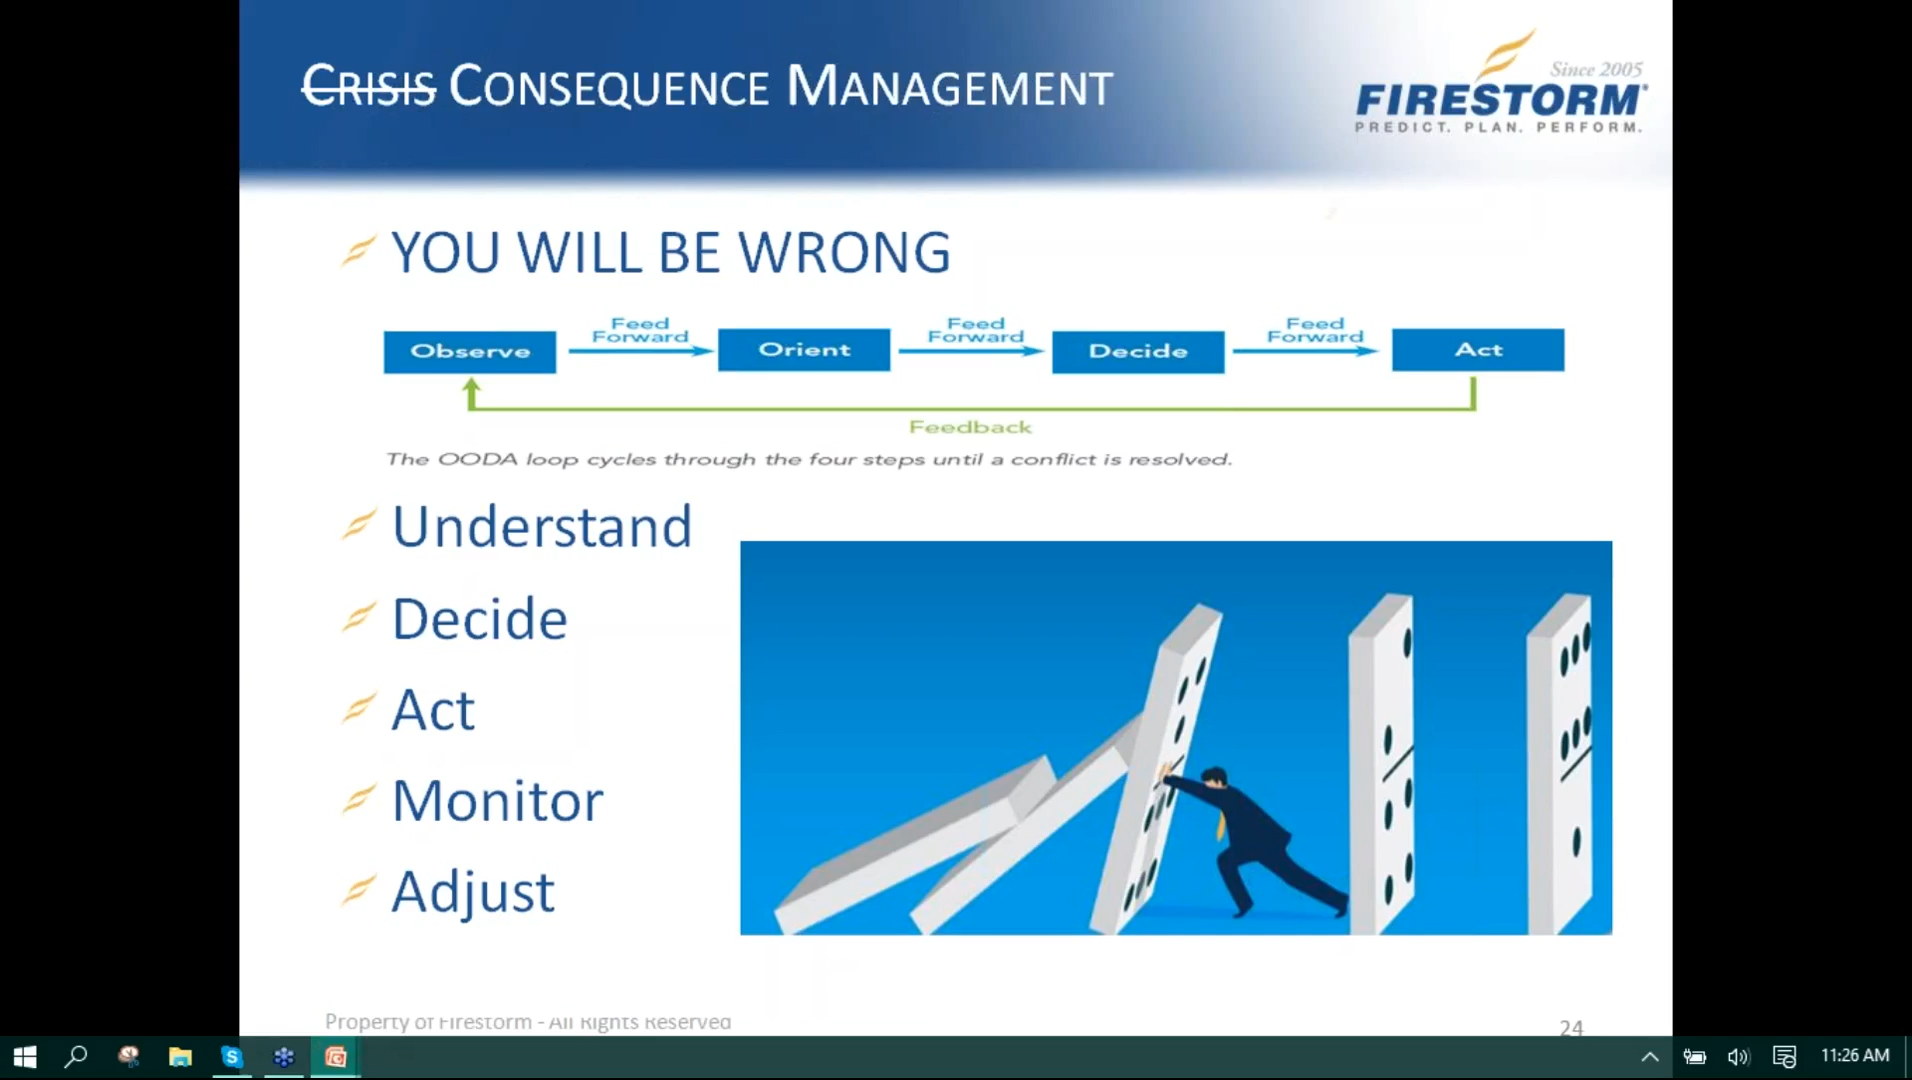 CRISIS CONSEQUENCE MANAGEMENT
Since 2005
FIRESTORM
PREDICT. PLAN. PERFORM.
YOU WILL BE WRONG
Observe
Feed
Forward
Orient
Feed
Forward
Decide
Feed
Forward
Act
Feedback
The OODA loop cycles through the four steps until a conflict is resolved.
Understand
Decide
Act
Monitor
Adjust
Property of Firestorm - All Rights Reserved
24
11:26 AM